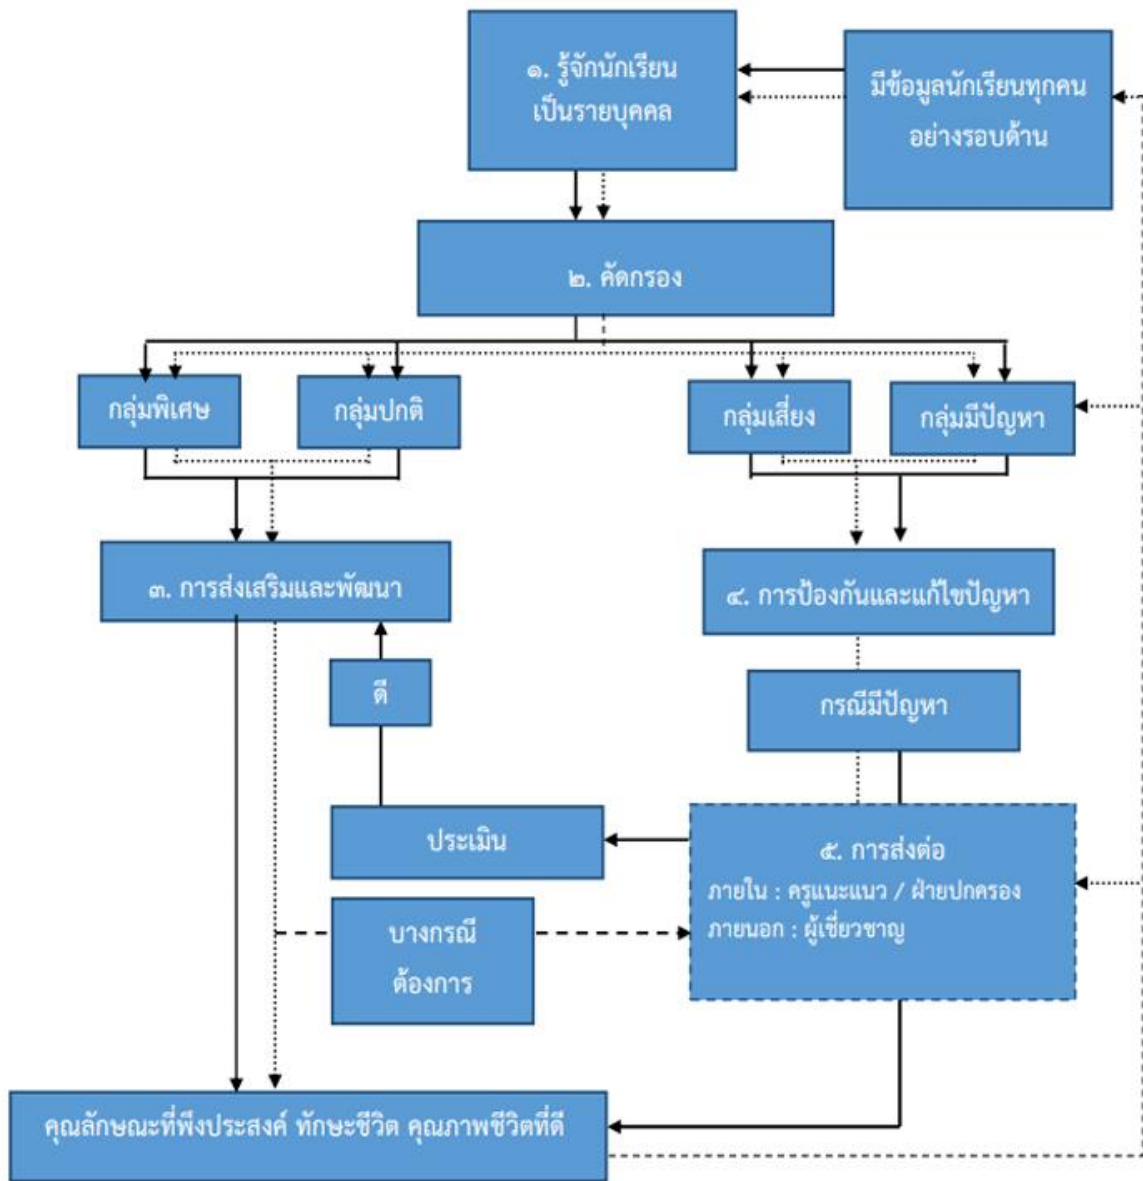 ๑. รู้จักนักเรียน
เป็นรายบุคคล
มีข้อมูลนักเรียนทุกคน
อย่างรอบด้าน
๒. คัดกรอง
กลุ่มพิเศษ
กลุ่มปกติ
กลุ่มเสี่ยง
กลุ่มมีปัญหา
๓. การส่งเสริมและพัฒนา
๔. การป้องกันและแก้ไขปัญหา
ดี
กรณีมีปัญหา
ประเมิน
๕. การส่งต่อ
ภายใน : ครูแนะแนว / ฝ่ายปกครอง
ภายนอก : ผู้เชี่ยวชาญ
บางกรณี
ต้องการ
คุณลักษณะที่พึงประสงค์ ทักษะชีวิต คุณภาพชีวิตที่ดี